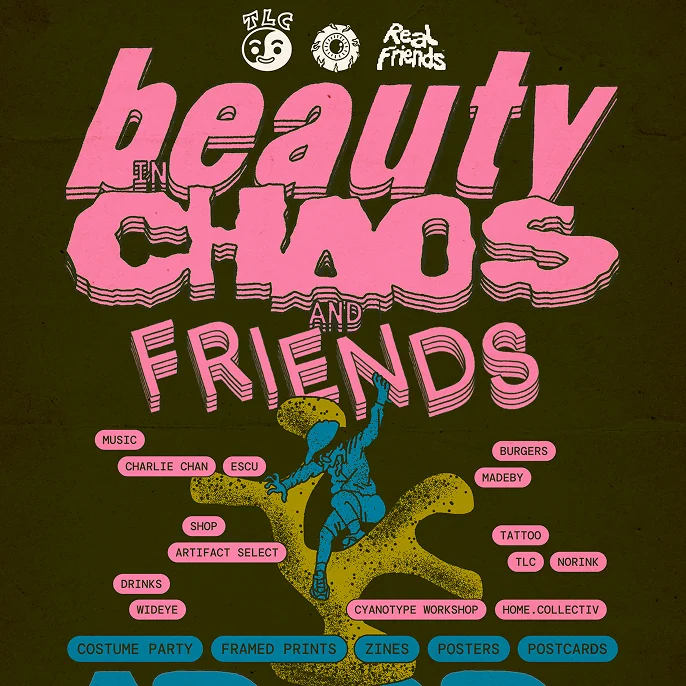 TLC
Real
Friends
beauty
IN
CHAOS
AND
FRIENDS
MUSIC
CHARLIE CHAN
ESCU
BURGERS
MADEBY
SHOP
ARTIFACT SELECT
TATTOO
TLC
NORINK
DRINKS
WIDEYE
CYANOTYPE WORKSHOP
HOME.COLLECTIV
COSTUME PARTY
FRAMED PRINTS
ZINES
POSTERS
POSTCARDS